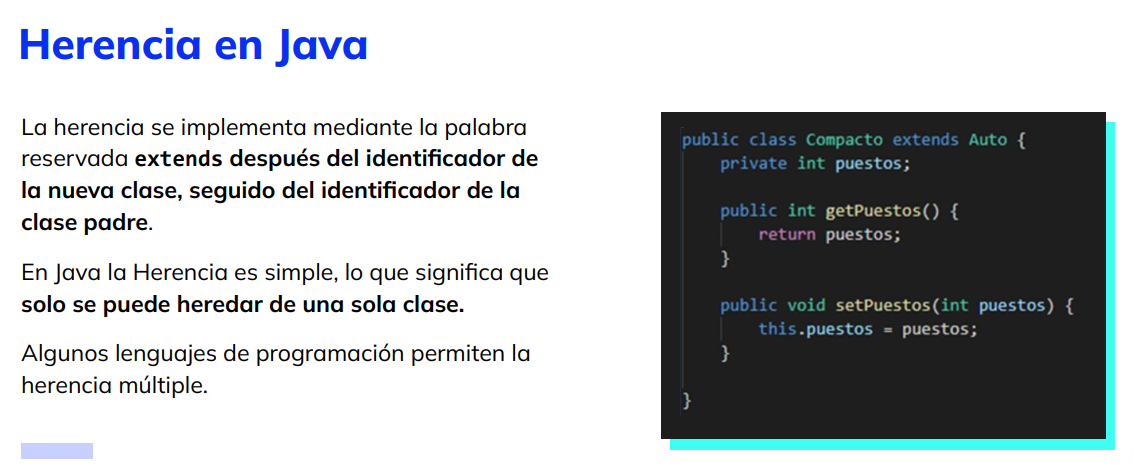 Herencia en Java
La herencia se implementa mediante la palabra
reservada extends después del identificador de
la nueva clase, seguido del identificador de la
clase padre.
En Java la Herencia es simple, lo que significa que
solo se puede heredar de una sola clase.
Algunos lenguajes de programación permiten la
herencia múltiple.
public class Compacto extends Auto {
    private int puestos;
    public int getPuestos() {
        return puestos;
    }
    public void setPuestos(int puestos) {
        this.puestos = puestos;
    }
}